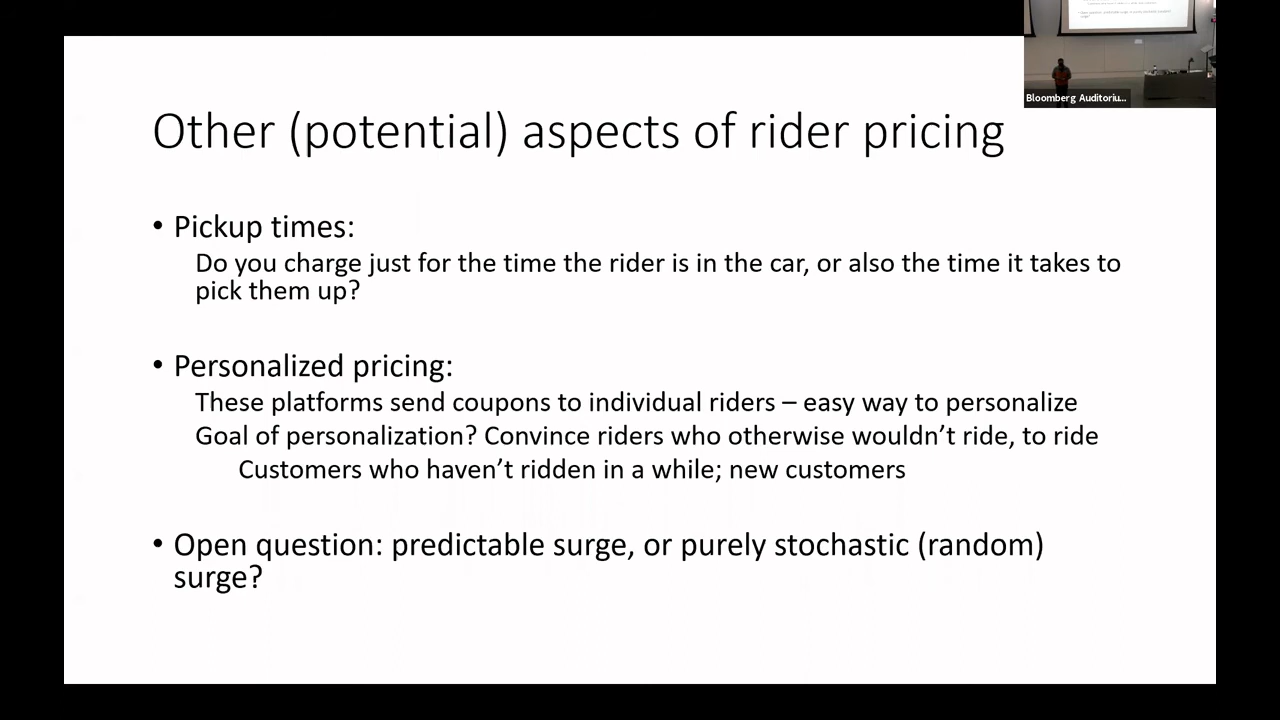 Other (potential) aspects of rider pricing
Bloomberg Auditoriu...
• Pickup times:
Do you charge just for the time the rider is in the car, or also the time it takes to
pick them up?
• Personalized pricing:
These platforms send coupons to individual riders – easy way to personalize
Goal of personalization? Convince riders who otherwise wouldn’t ride, to ride
Customers who haven’t ridden in a while; new customers
• Open question: predictable surge, or purely stochastic (random)
surge?